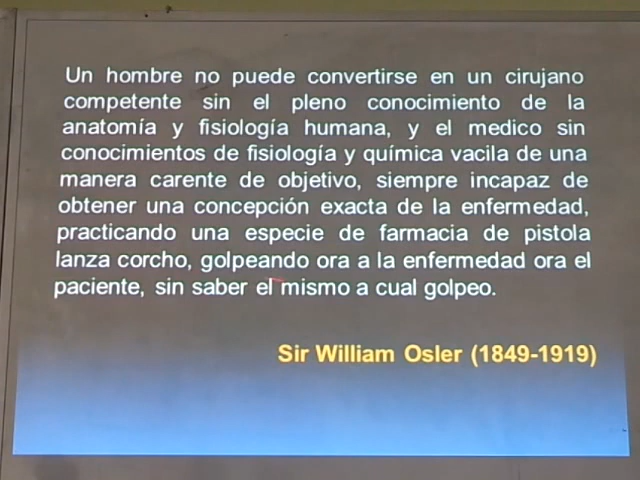 Un hombre no puede convertirse en un cirujano
competente sin el pleno conocimiento de la
anatomía y fisiología humana, y el medico sin
conocimientos de fisiología y química vacila de una
manera carente de objetivo, siempre incapaz de
obtener una concepción exacta de la enfermedad,
practicando una especie de farmacia de pistola
lanza corcho, golpeando ora a la enfermedad ora el
paciente, sin saber el mismo a cual golpeo.
Sir William Osler (1849-1919)